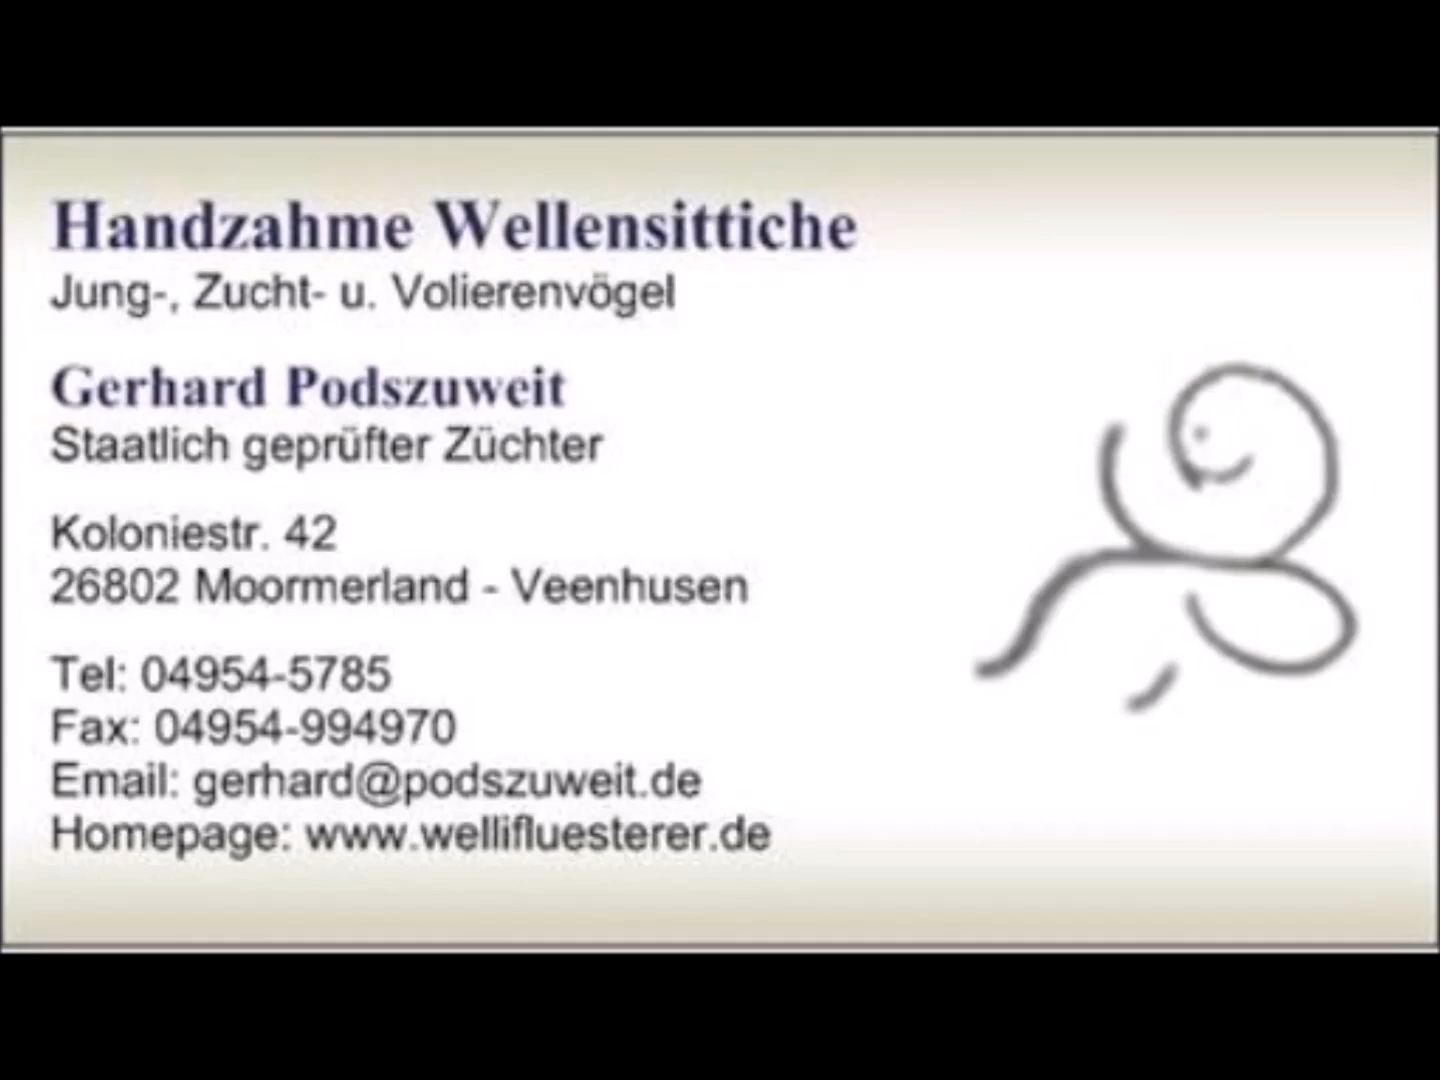 Handzahme Wellensittiche
Jung-, Zucht- u. Volierenvögel
Gerhard Podszuweit
Staatlich geprüfter Züchter
Koloniestr. 42
26802 Moormerland - Veenhusen
Tel: 04954-5785
Fax: 04954-994970
Email: gerhard@podszuweit.de
Homepage: www.wellifluesterer.de